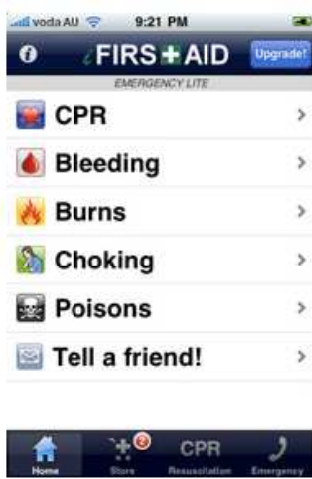 voda AU 9:21 PM
iFIRST+AID Upgrade!
EMERGENCY LITE
CPR
Bleeding
Burns
Choking
Poisons
Tell a friend!
2
CPR
Home Store Resuscitation Emergency